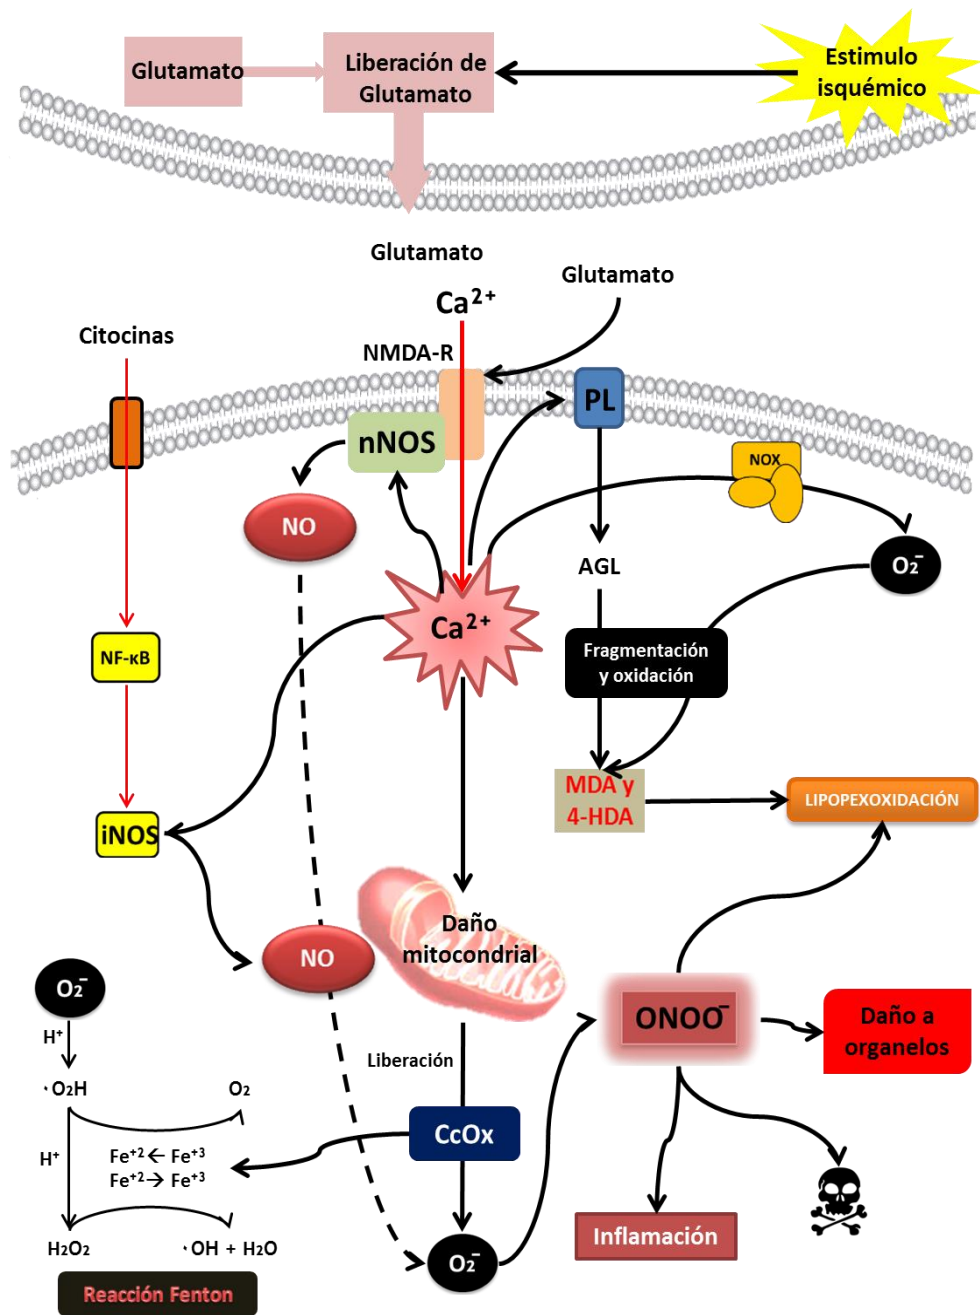 Glutamato
Liberación de
Glutamato
Estimulo
isquémico
Glutamato
Glutamato
Ca²⁺
Citocinas
NMDA-R
PL
nNOS
NOX
NO
AGL
O₂⁻
Ca²⁺
Fragmentación
y oxidación
NF-κB
MDA y
4-HDA
LIPOPEXOXIDACIÓN
iNOS
Daño
mitocondrial
NO
O₂⁻
ONOO⁻
Daño a
organelos
H⁺
Liberación
·O₂H
O₂
CcOx
H⁺
Fe⁺² ← Fe⁺³
Fe⁺² → Fe⁺³
Inflamación
H₂O₂
·OH + H₂O
O₂⁻
Reacción Fenton